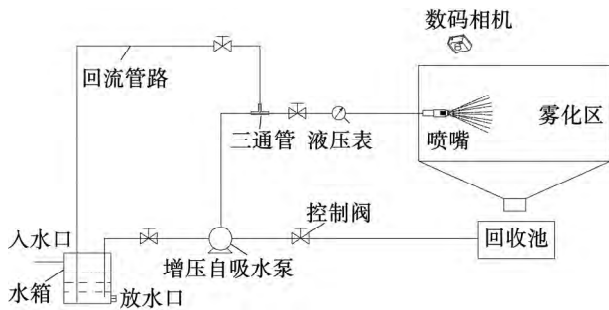 数码相机
回流管路
二通管
液压表
喷嘴
雾化区
控制阀
入水口
水箱
放水口
增压自吸水泵
回收池